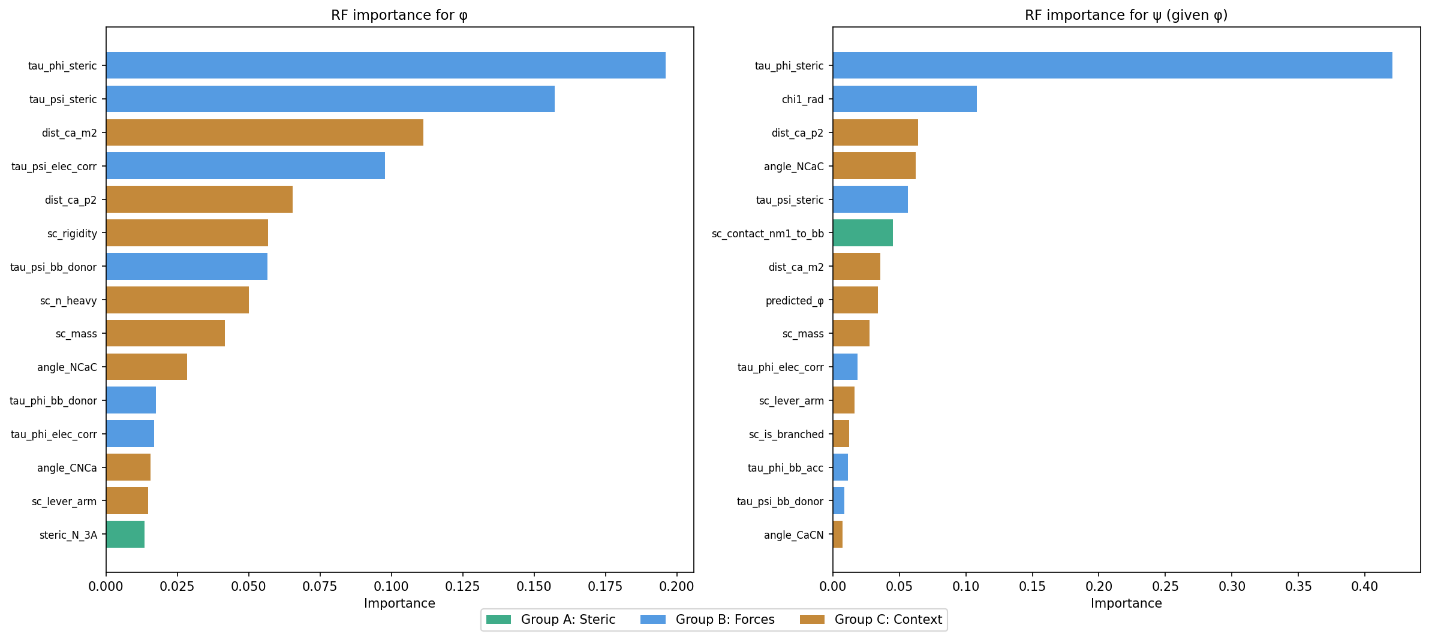 RF importance for φ
tau_phi_steric
tau_psi_steric
dist_ca_m2
tau_psi_elec_corr
dist_ca_p2
sc_rigidity
tau_psi_bb_donor
sc_n_heavy
sc_mass
angle_NCaC
tau_phi_bb_donor
tau_phi_elec_corr
angle_CNCa
sc_lever_arm
steric_N_3A
0.000 0.025 0.050 0.075 0.100 0.125 0.150 0.175 0.200
Importance
RF importance for ψ (given φ)
tau_phi_steric
chi1_rad
dist_ca_p2
angle_NCaC
tau_psi_steric
sc_contact_nm1_to_bb
dist_ca_m2
predicted_φ
sc_mass
tau_phi_elec_corr
sc_lever_arm
sc_is_branched
tau_phi_bb_acc
tau_psi_bb_donor
angle_CaCN
0.00 0.05 0.10 0.15 0.20 0.25 0.30 0.35 0.40
Importance
Group A: Steric Group B: Forces Group C: Context